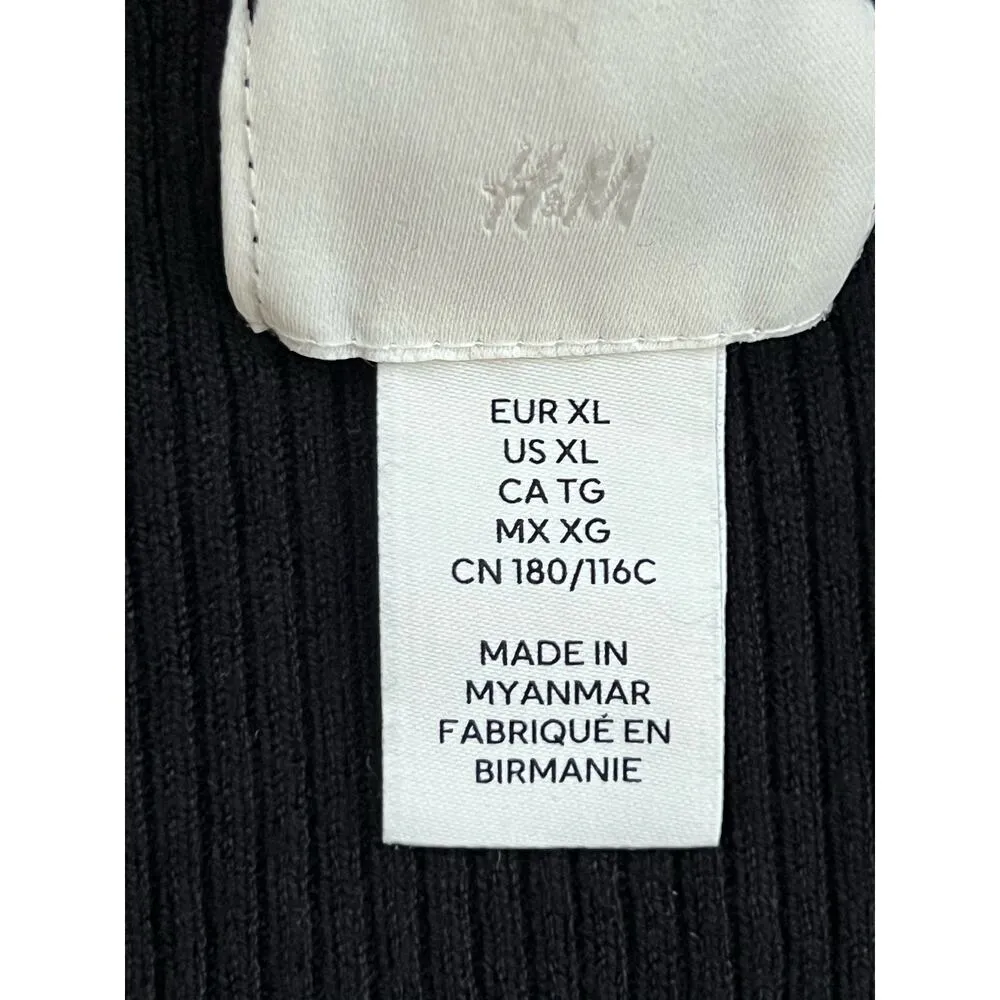 H&M
EUR XL
US XL
CA TG
MX XG
CN 180/116C
MADE IN
MYANMAR
FABRIQUÉ EN
BIRMANIE